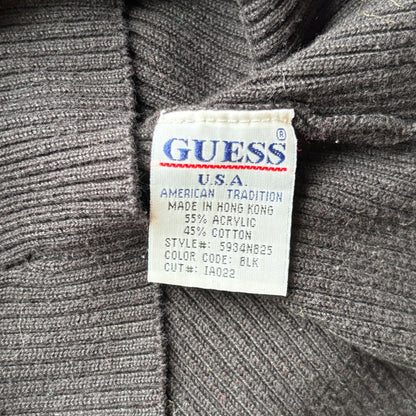 GUESS®
U.S.A.
AMERICAN TRADITION
MADE IN HONG KONG
55% ACRYLIC
45% COTTON
STYLE#: 5934NB25
COLOR CODE: BLK
CUT#: IA022